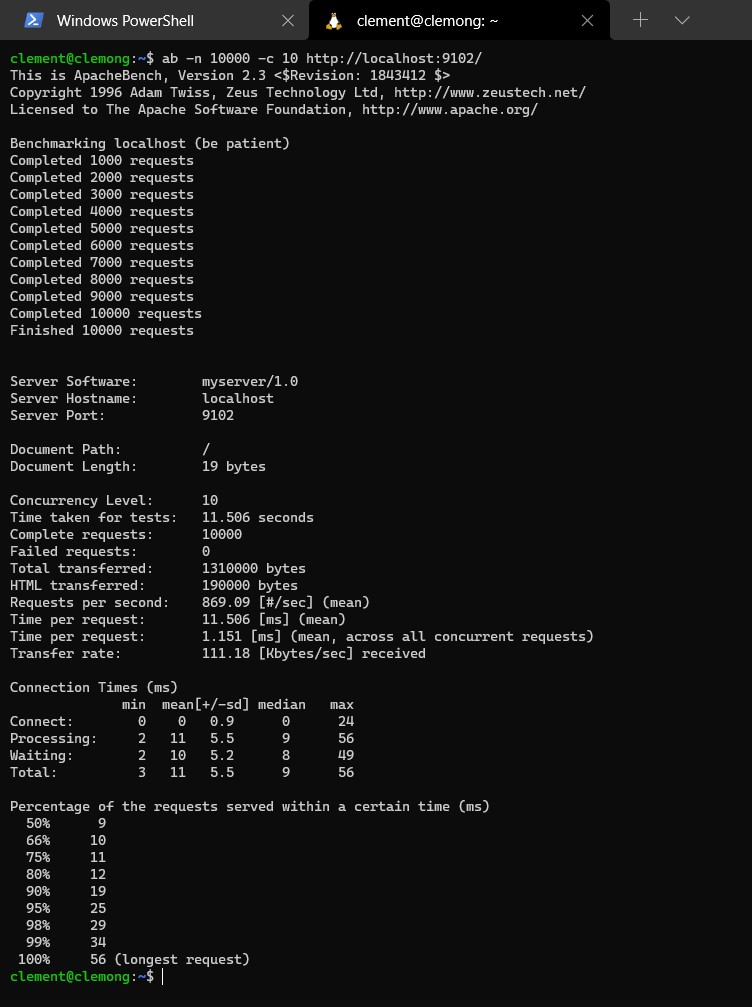 Windows PowerShell
clement@clemong: ~
clement@clemong:~$ ab -n 10000 -c 10 http://localhost:9102/
This is ApacheBench, Version 2.3 <$Revision: 1843412 $>
Copyright 1996 Adam Twiss, Zeus Technology Ltd, http://www.zeustech.net/
Licensed to The Apache Software Foundation, http://www.apache.org/

Benchmarking localhost (be patient)
Completed 1000 requests
Completed 2000 requests
Completed 3000 requests
Completed 4000 requests
Completed 5000 requests
Completed 6000 requests
Completed 7000 requests
Completed 8000 requests
Completed 9000 requests
Completed 10000 requests
Finished 10000 requests


Server Software:        myserver/1.0
Server Hostname:        localhost
Server Port:            9102

Document Path:          /
Document Length:        19 bytes

Concurrency Level:      10
Time taken for tests:   11.506 seconds
Complete requests:      10000
Failed requests:        0
Total transferred:      1310000 bytes
HTML transferred:       190000 bytes
Requests per second:    869.09 [#/sec] (mean)
Time per request:       11.506 [ms] (mean)
Time per request:       1.151 [ms] (mean, across all concurrent requests)
Transfer rate:          111.18 [Kbytes/sec] received

Connection Times (ms)
              min  mean[+/-sd] median   max
Connect:        0    0   0.9      0      24
Processing:     2   11   5.5      9      56
Waiting:        2   10   5.2      8      49
Total:          3   11   5.5      9      56

Percentage of the requests served within a certain time (ms)
  50%      9
  66%     10
  75%     11
  80%     12
  90%     19
  95%     25
  98%     29
  99%     34
 100%     56 (longest request)
clement@clemong:~$